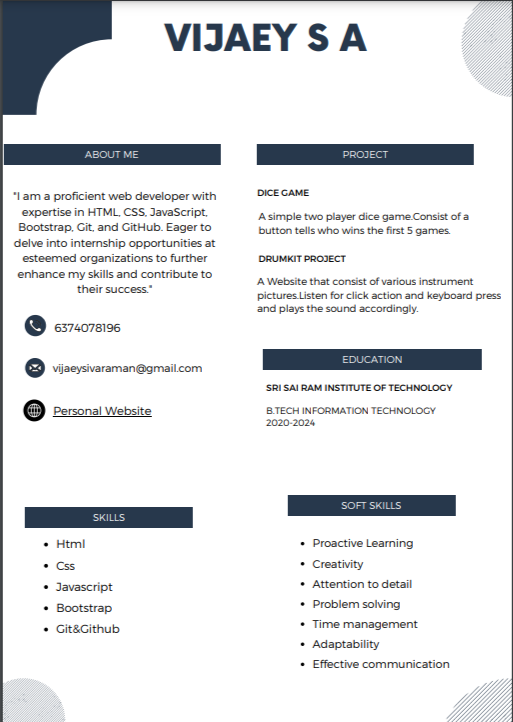 VIJAEY S A
ABOUT ME
"I am a proficient web developer with
expertise in HTML, CSS, JavaScript,
Bootstrap, Git, and GitHub. Eager to
delve into internship opportunities at
esteemed organizations to further
enhance my skills and contribute to
their success."
6374078196
vijaeysivaraman@gmail.com
Personal Website
PROJECT
DICE GAME
A simple two player dice game.Consist of a
button tells who wins the first 5 games.
DRUMKIT PROJECT
A Website that consist of various instrument
pictures.Listen for click action and keyboard press
and plays the sound accordingly.
EDUCATION
SRI SAI RAM INSTITUTE OF TECHNOLOGY
B.TECH INFORMATION TECHNOLOGY
2020-2024
SKILLS
• Html
• Css
• Javascript
• Bootstrap
• Git&Github
SOFT SKILLS
• Proactive Learning
• Creativity
• Attention to detail
• Problem solving
• Time management
• Adaptability
• Effective communication